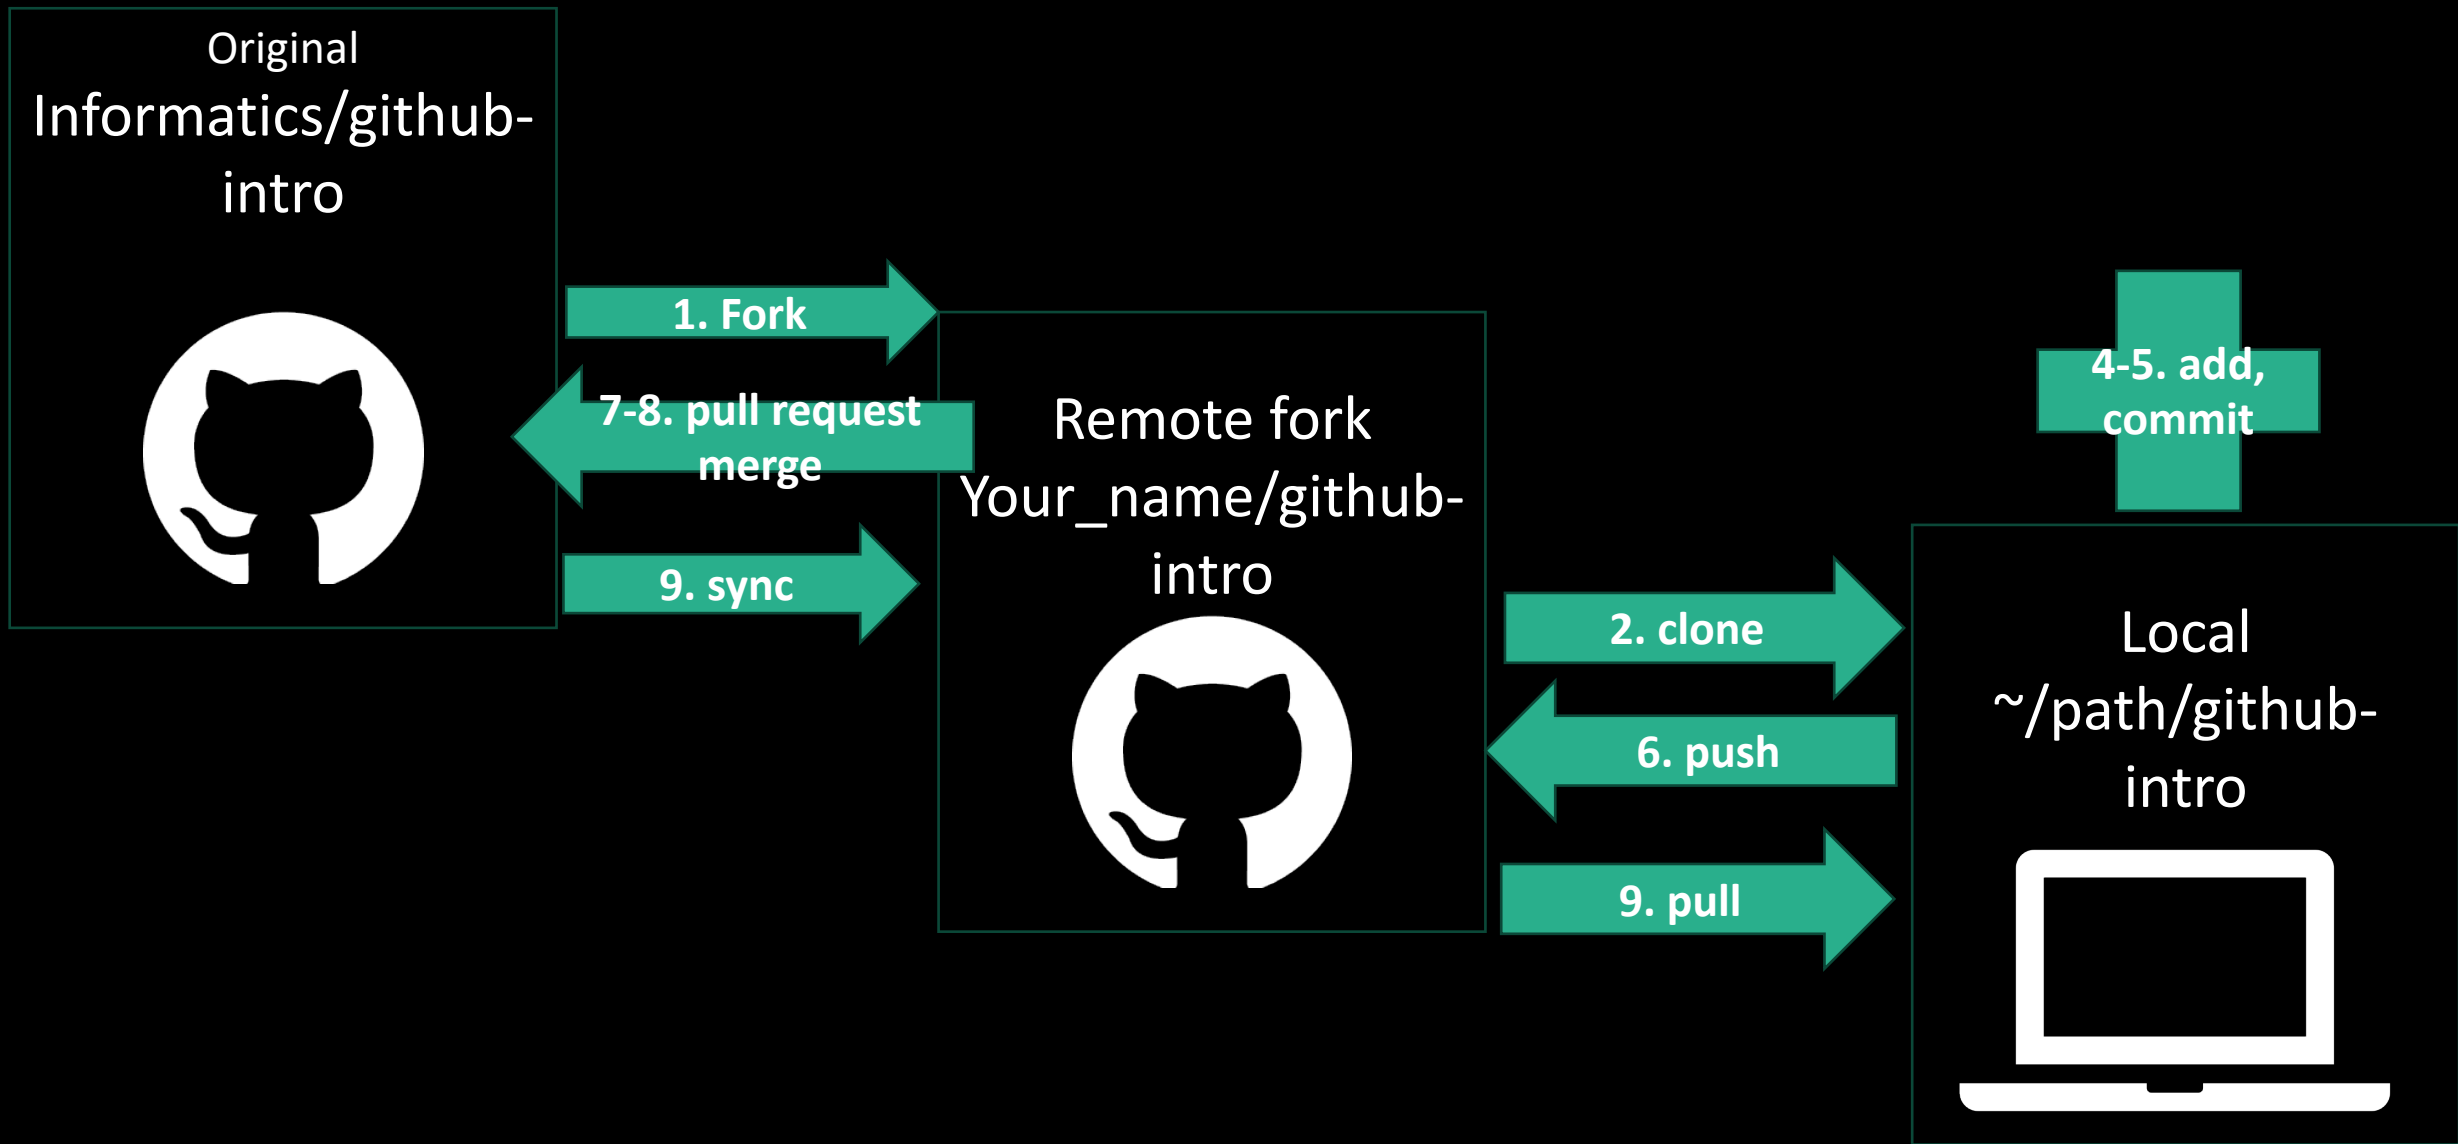 Original
Informatics/github-
intro
1. Fork
7-8. pull request
merge
9. sync
Remote fork
Your_name/github-
intro
2. clone
6. push
9. pull
4-5. add,
commit
Local
~/path/github-
intro